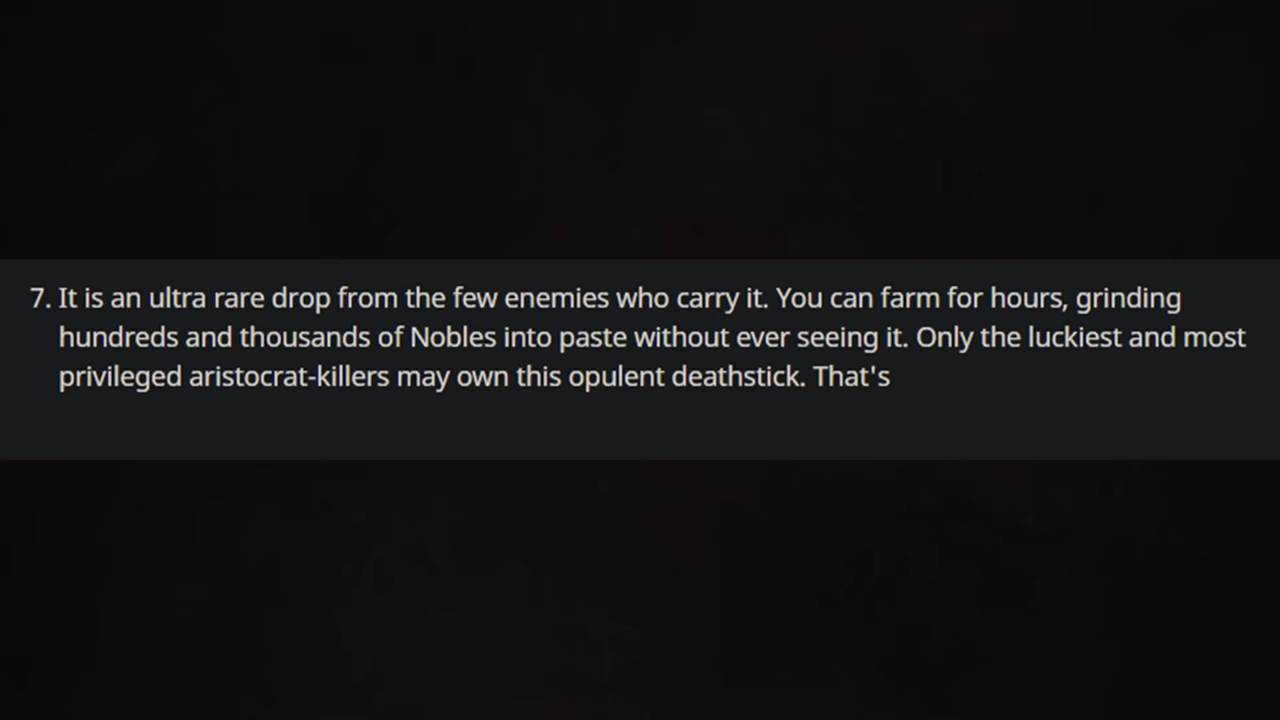 7. It is an ultra rare drop from the few enemies who carry it. You can farm for hours, grinding
hundreds and thousands of Nobles into paste without ever seeing it. Only the luckiest and most
privileged aristocrat-killers may own this opulent deathstick. That's